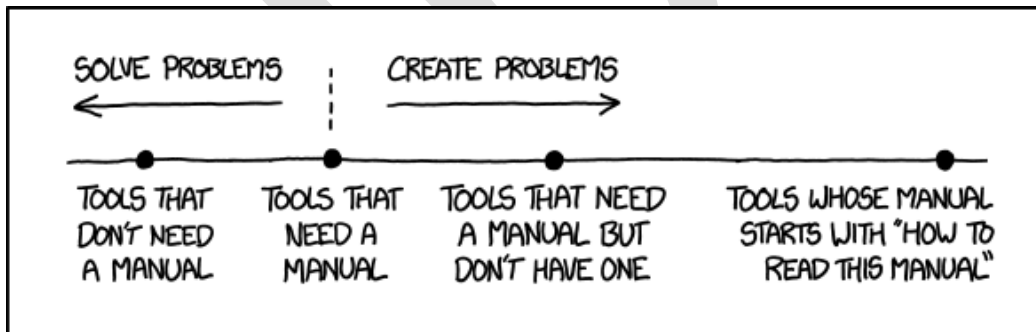 SOLVE PROBLEMS
CREATE PROBLEMS
TOOLS THAT
DON'T NEED
A MANUAL
TOOLS THAT
NEED A
MANUAL
TOOLS THAT NEED
A MANUAL BUT
DON'T HAVE ONE
TOOLS WHOSE MANUAL
STARTS WITH "HOW TO
READ THIS MANUAL"